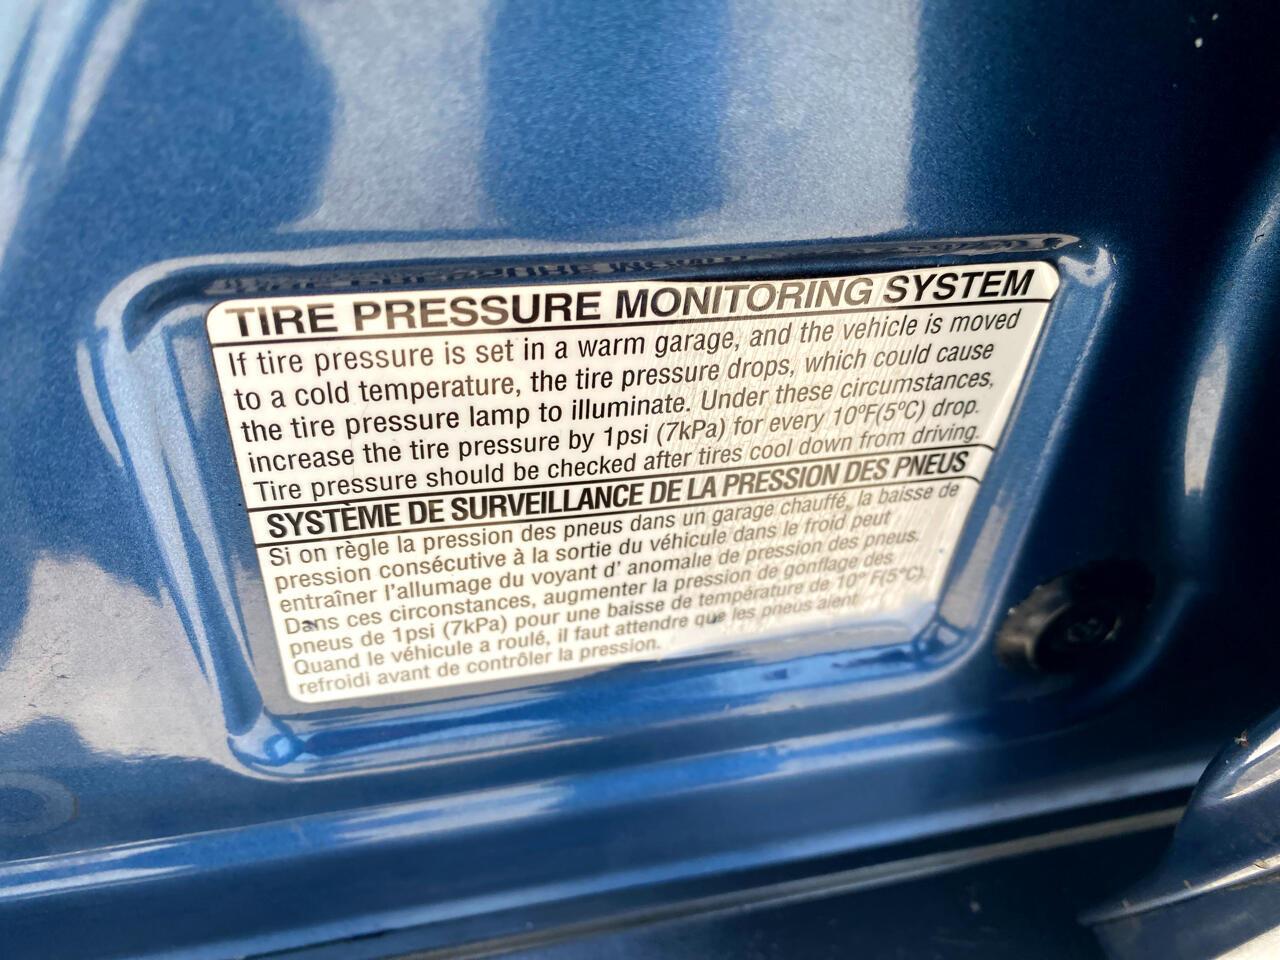 TIRE PRESSURE MONITORING SYSTEM
If tire pressure is set in a warm garage, and the vehicle is moved
to a cold temperature, the tire pressure drops, which could cause
the tire pressure lamp to illuminate. Under these circumstances,
increase the tire pressure by 1psi (7kPa) for every 10ºF(5ºC) drop.
Tire pressure should be checked after tires cool down from driving.
SYSTÈME DE SURVEILLANCE DE LA PRESSION DES PNEUS
Si on règle la pression des pneus dans un garage chauffé, la baisse de
pression consécutive à la sortie du véhicule dans le froid peut
entraîner l'allumage du voyant d' anomalie de pression des pneus.
Dans ces circonstances, augmenter la pression de gonflage des
pneus de 1psi (7kPa) pour une baisse de température de 10° F(5°C).
Quand le véhicule a roulé, il faut attendre que les pneus aient
refroidi avant de contrôler la pression.